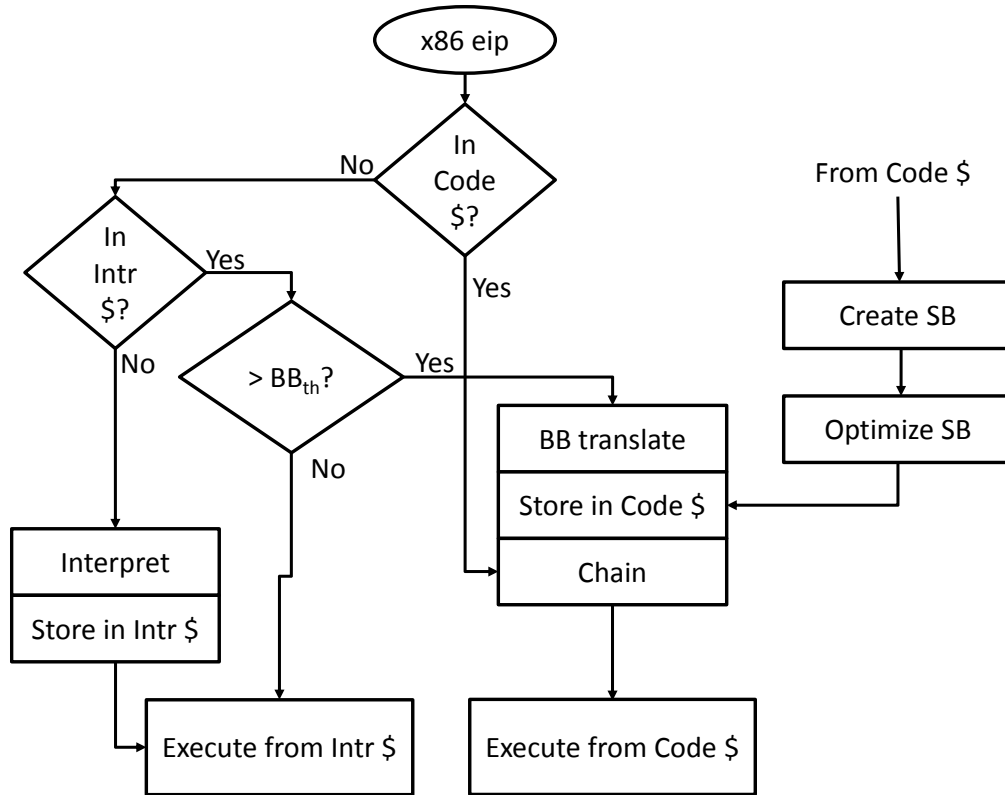 x86 eip
In
Code
$?
No
Yes
From Code $
In
Intr
$?
Yes
No
> BBth?
Yes
No
Create SB
Optimize SB
BB translate
Store in Code $
Chain
Interpret
Store in Intr $
Execute from Intr $
Execute from Code $